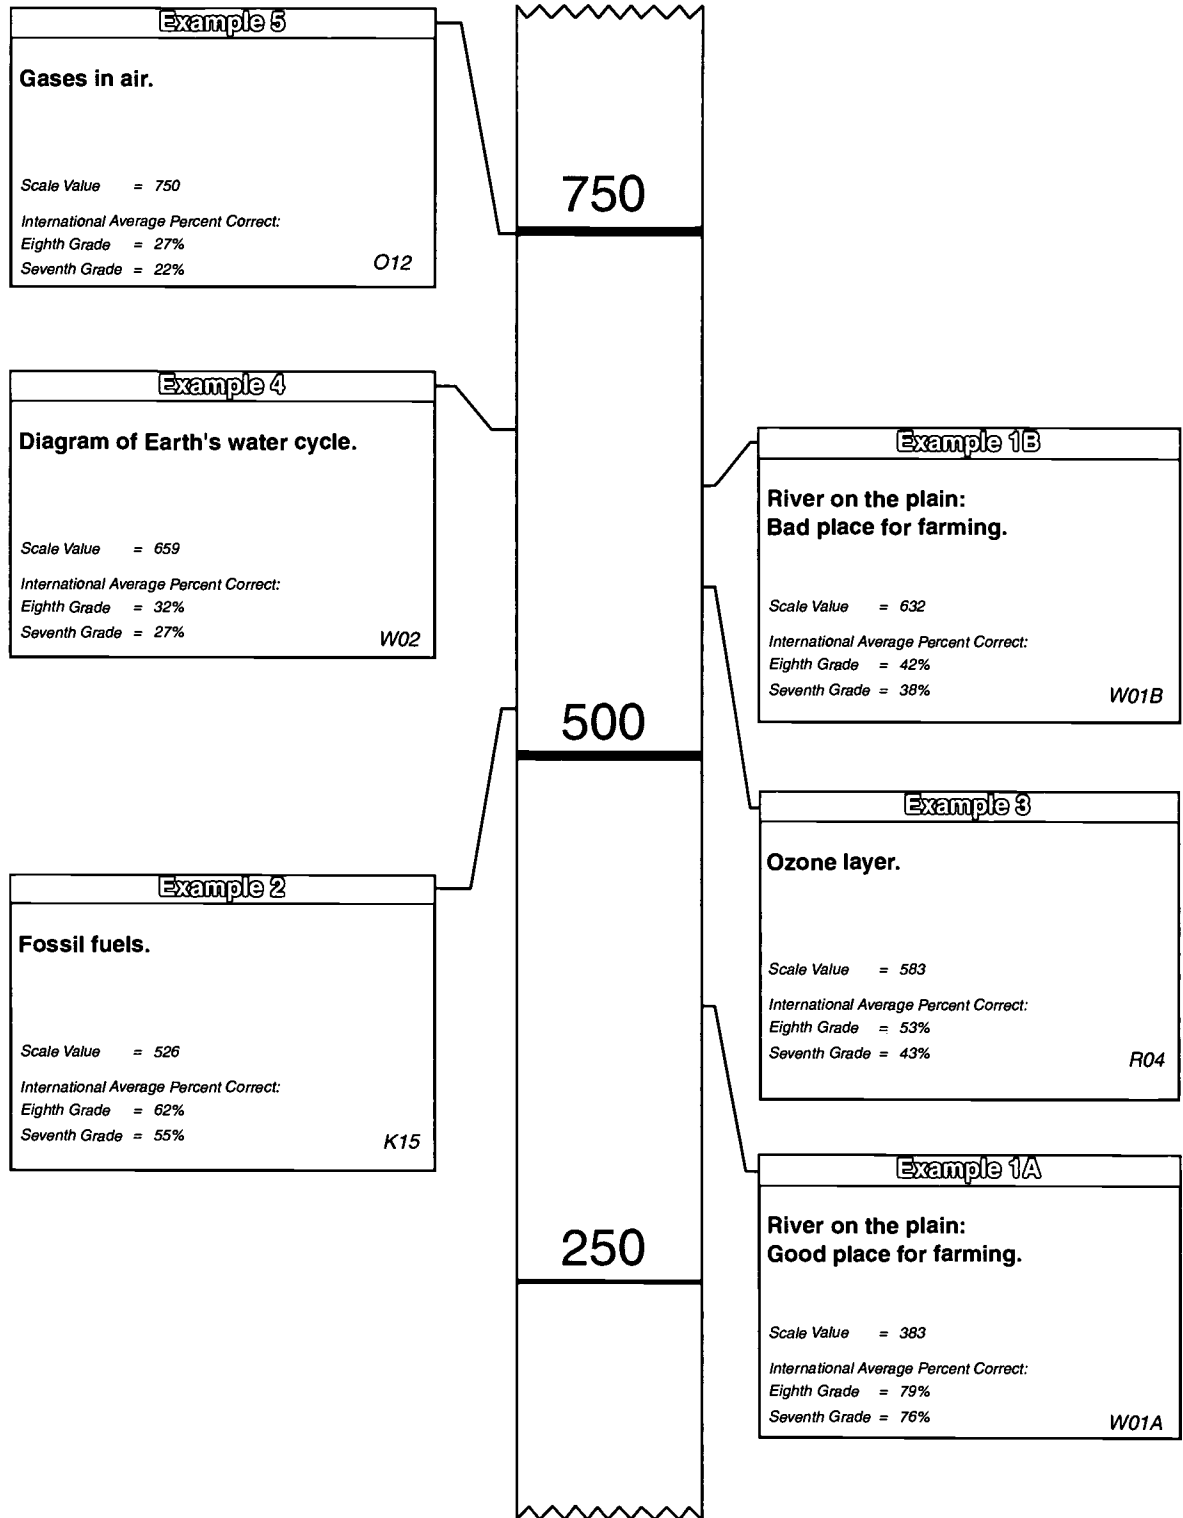 Example 5
Gases in air.
Scale Value = 750
International Average Percent Correct:
Eighth Grade = 27%
Seventh Grade = 22%
O12
Example 4
Diagram of Earth's water cycle.
Scale Value = 659
International Average Percent Correct:
Eighth Grade = 32%
Seventh Grade = 27%
W02
Example 2
Fossil fuels.
Scale Value = 526
International Average Percent Correct:
Eighth Grade = 62%
Seventh Grade = 55%
K15
750
500
250
Example 1B
River on the plain:
Bad place for farming.
Scale Value = 632
International Average Percent Correct:
Eighth Grade = 42%
Seventh Grade = 38%
W01B
Example 3
Ozone layer.
Scale Value = 583
International Average Percent Correct:
Eighth Grade = 53%
Seventh Grade = 43%
R04
Example 1A
River on the plain:
Good place for farming.
Scale Value = 383
International Average Percent Correct:
Eighth Grade = 79%
Seventh Grade = 76%
W01A